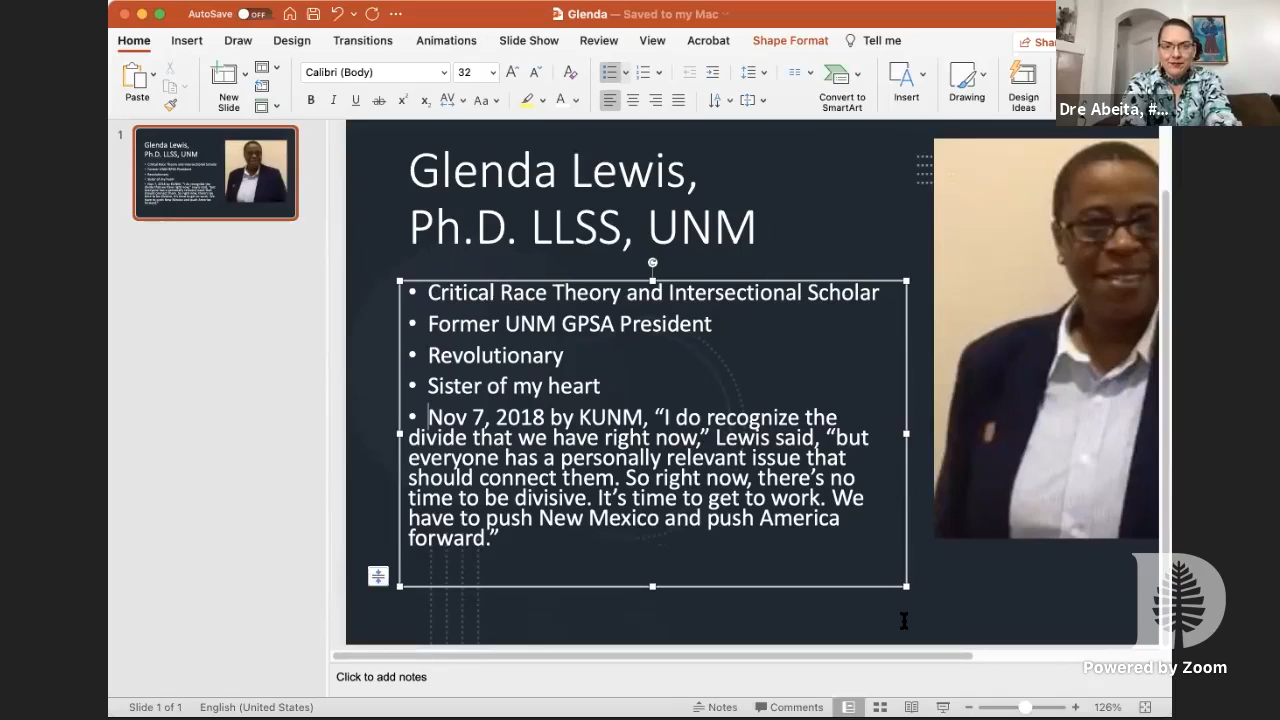 AutoSave OFF
Glenda — Saved to my Mac
Home Insert Draw Design Transitions Animations Slide Show Review View Acrobat Shape Format Tell me
Calibri (Body) 32
Paste
New
Slide
Convert to
SmartArt
Insert
Drawing
Design
Ideas
Dre Abeita, #...
1
Glenda Lewis,
Ph.D. LLSS, UNM
Glenda Lewis,
Ph.D. LLSS, UNM
• Critical Race Theory and Intersectional Scholar
• Former UNM GPSA President
• Revolutionary
• Sister of my heart
• Nov 7, 2018 by KUNM, “I do recognize the
divide that we have right now,” Lewis said, “but
everyone has a personally relevant issue that
should connect them. So right now, there’s no
time to be divisive. It’s time to get to work. We
have to push New Mexico and push America
forward.”
Powered by Zoom
Click to add notes
Slide 1 of 1 English (United States) Notes Comments 126%